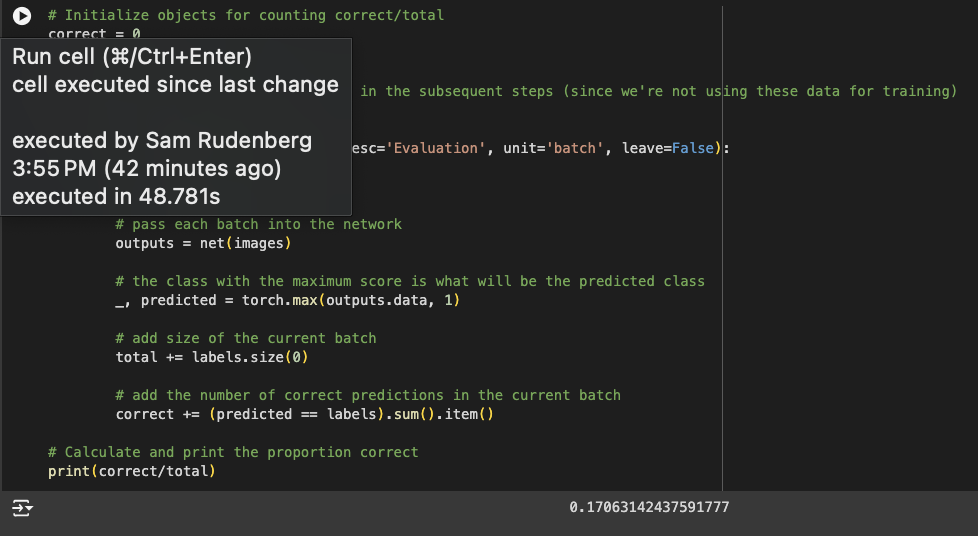 # Initialize objects for counting correct/total
correct = 0
Run cell (⌘/Ctrl+Enter)
cell executed since last change
in the subsequent steps (since we're not using these data for training)
executed by Sam Rudenberg
esc='Evaluation', unit='batch', leave=False):
3:55 PM (42 minutes ago)
executed in 48.781s
# pass each batch into the network
outputs = net(images)
# the class with the maximum score is what will be the predicted class
_, predicted = torch.max(outputs.data, 1)
# add size of the current batch
total += labels.size(0)
# add the number of correct predictions in the current batch
correct += (predicted == labels).sum().item()
# Calculate and print the proportion correct
print(correct/total)
0.17063142437591777